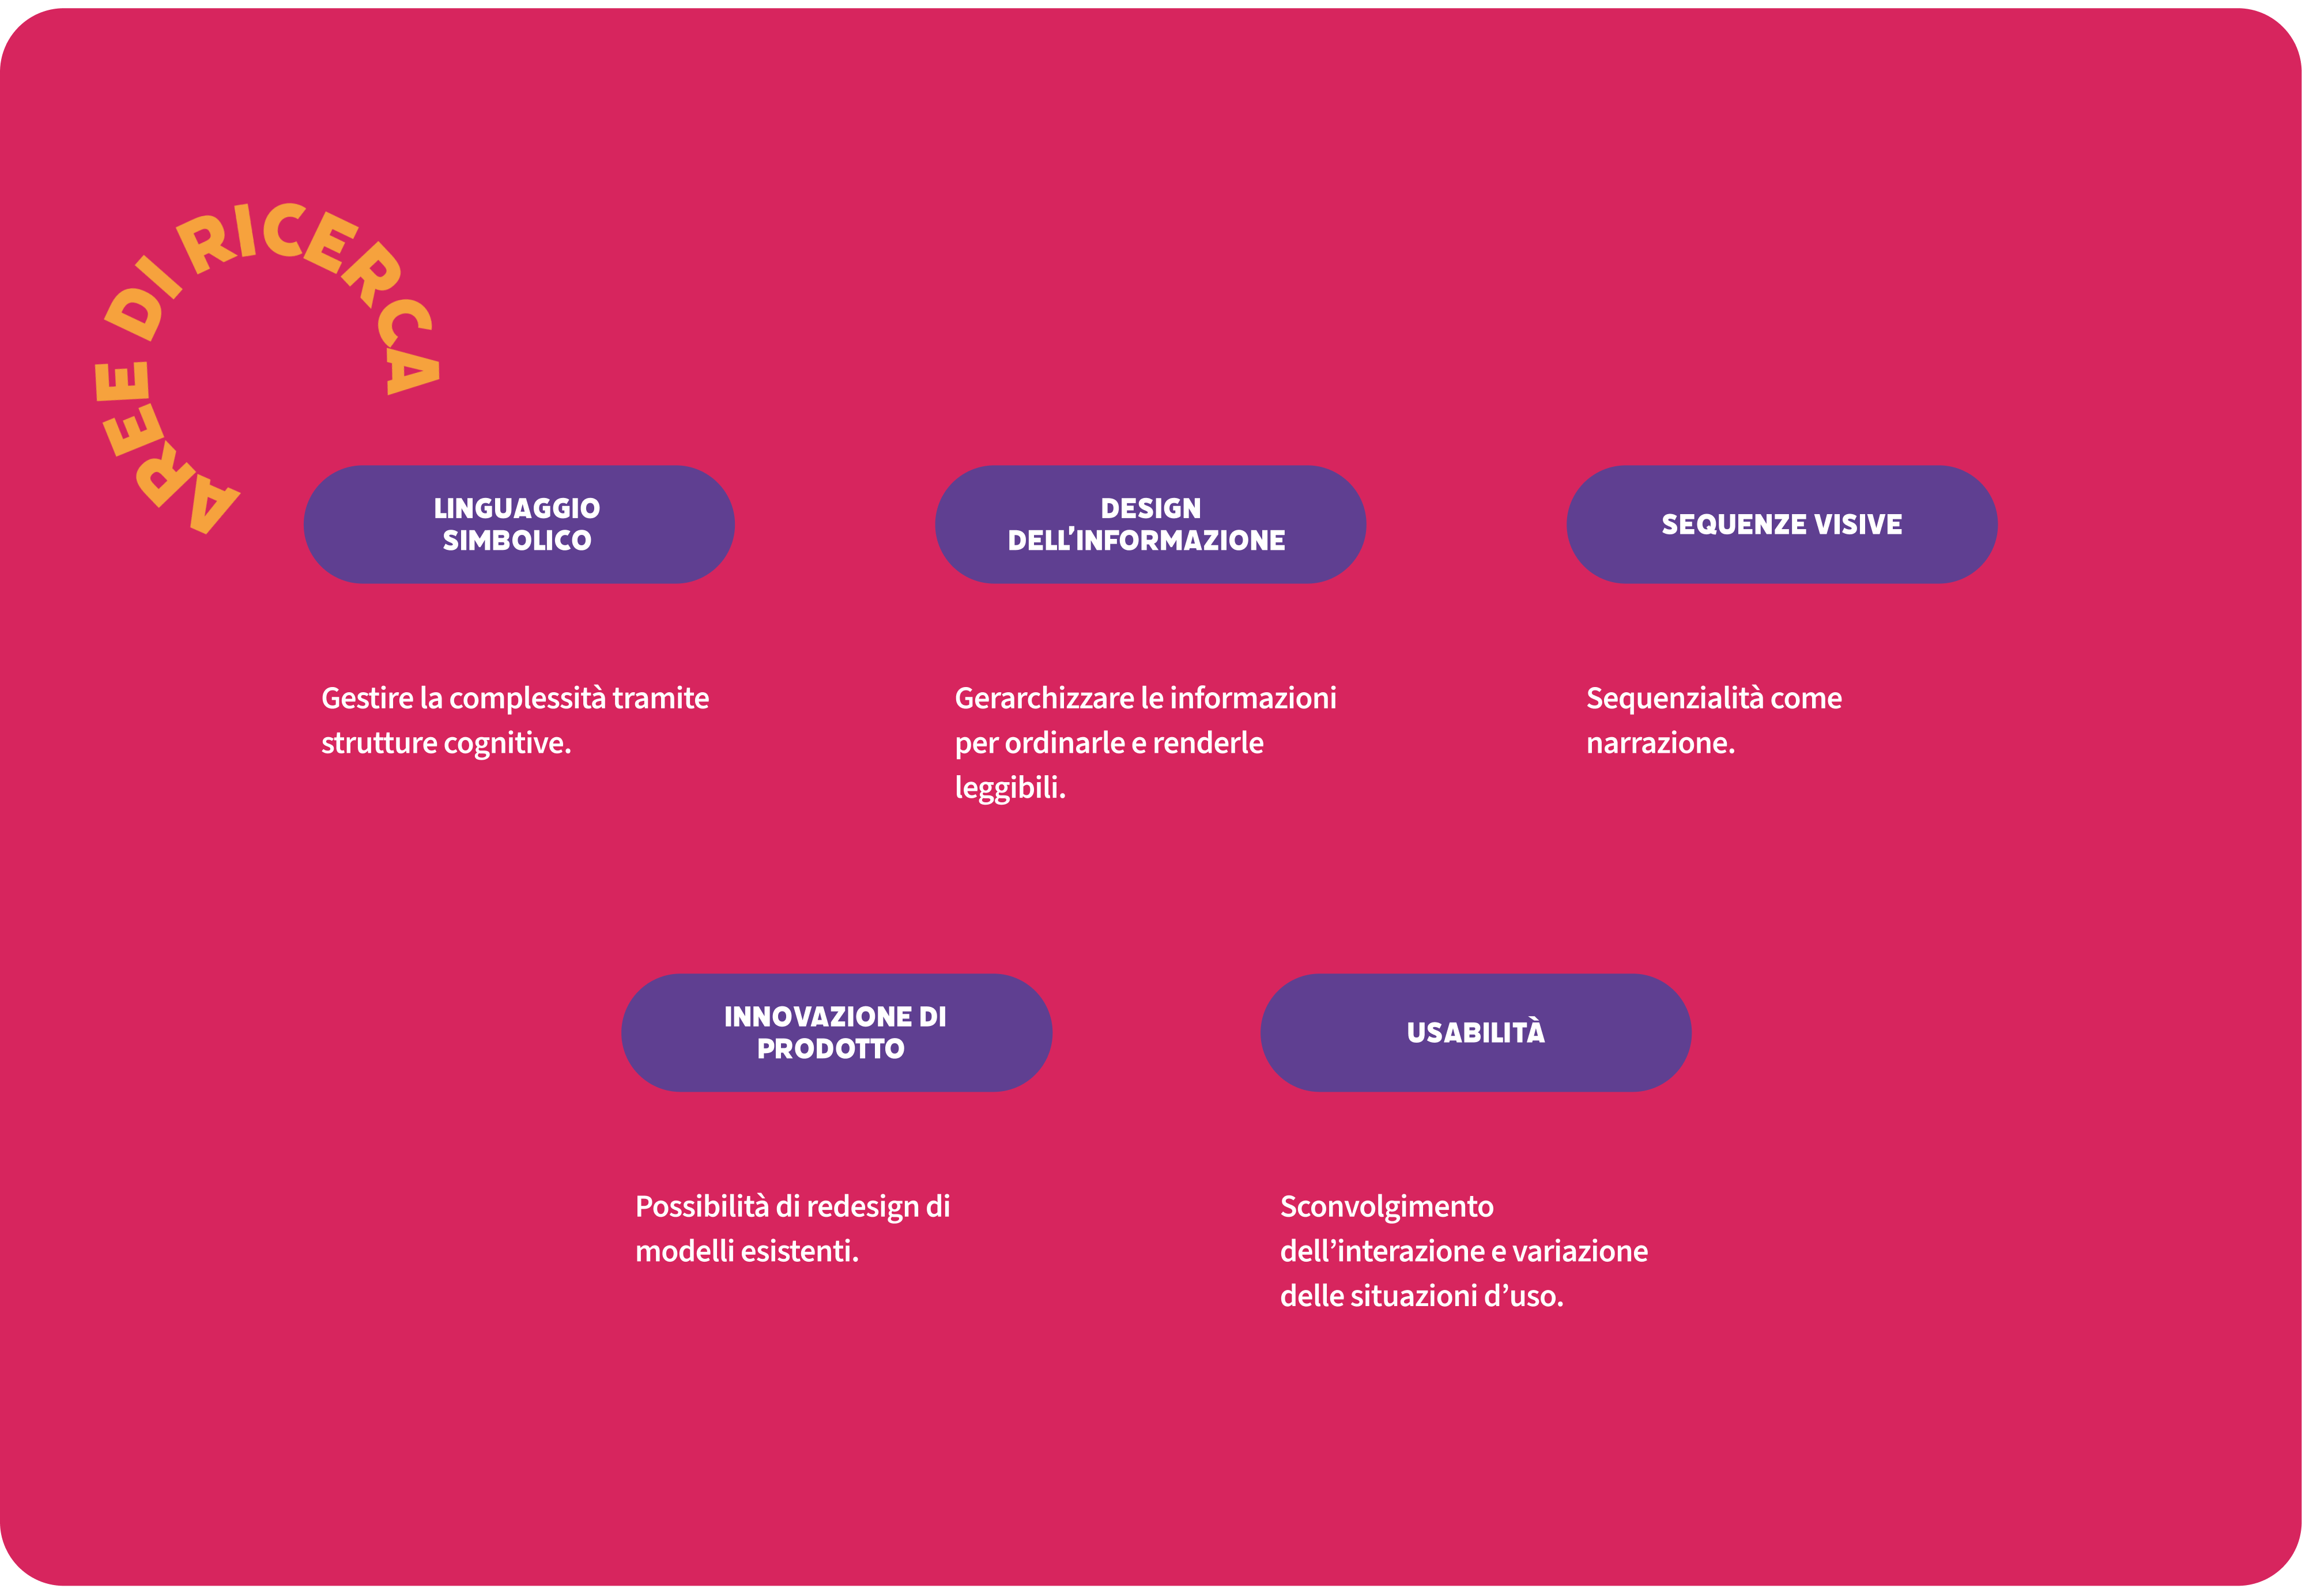 AREE DI RICERCA
LINGUAGGIO
SIMBOLICO
Gestire la complessità tramite
strutture cognitive.
DESIGN
DELL'INFORMAZIONE
Gerarchizzare le informazioni
per ordinarle e renderle
leggibili.
SEQUENZE VISIVE
Sequenzialità come
narrazione.
INNOVAZIONE DI
PRODOTTO
Possibilità di redesign di
modelli esistenti.
USABILITÀ
Sconvolgimento
dell’interazione e variazione
delle situazioni d’uso.